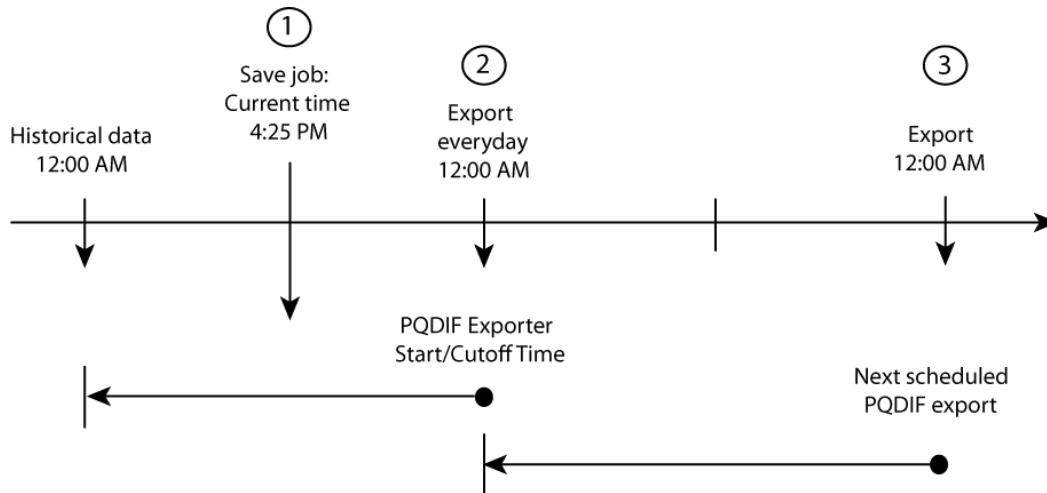 1
Save job:
Current time
4:25 PM
2
Export
everyday
12:00 AM
3
Export
12:00 AM
Historical data
12:00 AM
PQDIF Exporter
Start/Cutoff Time
Next scheduled
PQDIF export